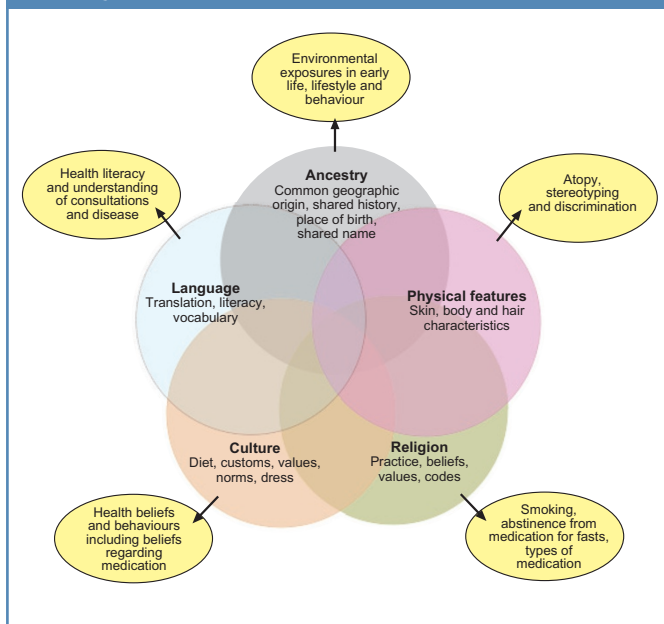 Environmental
exposures in early
life, lifestyle and
behaviour
Ancestry
Common geographic
origin, shared history,
place of birth,
shared name
Health literacy
and understanding
of consultations
and disease
Atopy,
stereotyping
and discrimination
Language
Translation, literacy,
vocabulary
Physical features
Skin, body and hair
characteristics
Culture
Diet, customs, values,
norms, dress
Religion
Practice, beliefs,
values, codes
Health beliefs
and behaviours
including beliefs
regarding
medication
Smoking,
abstinence from
medication for fasts,
types of
medication